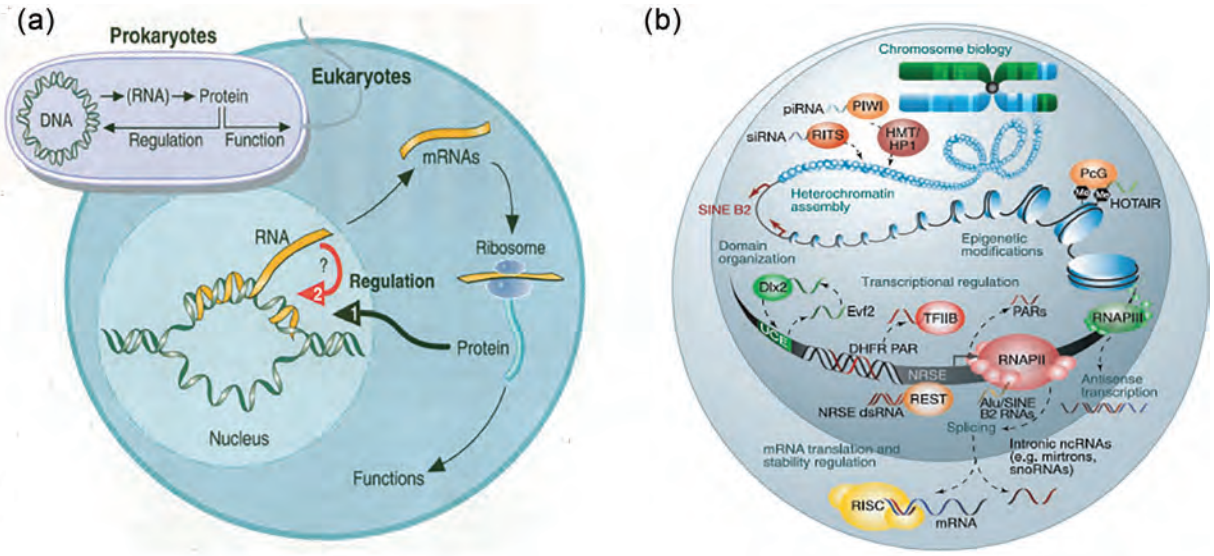 (a)
Prokaryotes
DNA
(RNA)
Protein
Regulation
Function
Eukaryotes
mRNAs
RNA
?
2
Regulation
1
Ribosome
Protein
Nucleus
Functions
(b)
Chromosome biology
piRNA
PIWI
siRNA
RITS
HMT/
HP1
PcG
Me
Me
HOTAIR
SINE B2
Heterochromatin
assembly
Domain
organization
Epigenetic
modifications
Transcriptional regulation
Dlx2
Evf2
UCE
DHFR PAR
TFIIB
PARs
RNAPIII
NRSE
RNAPII
REST
NRSE dsRNA
Alu/SINE
B2 RNAs
Antisense
transcription
Splicing
mRNA translation and
stability regulation
Intronic ncRNAs
(e.g. mirtrons,
snoRNAs)
RISC
mRNA